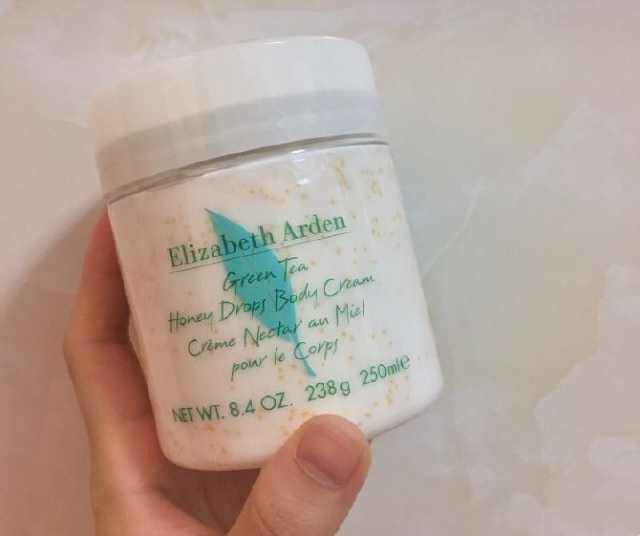 Elizabeth Arden
Green Tea
Honey Drops Body Cream
Crème Nectar au Miel
pour le Corps
NET WT. 8.4 OZ. 238g 250ml℮